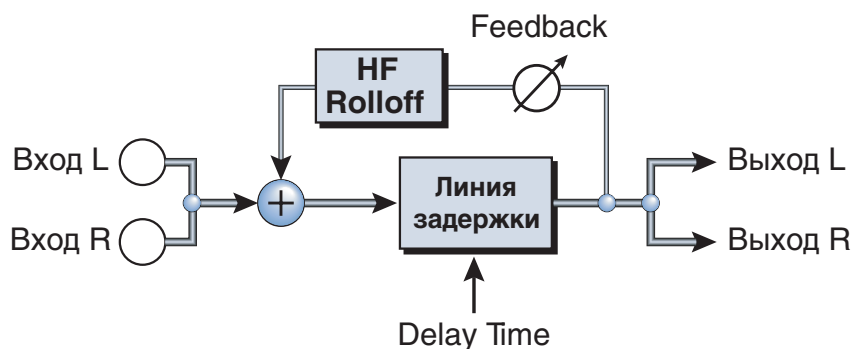 Feedback
HF
Rolloff
Вход L
Вход R
+
Линия
задержки
Выход L
Выход R
Delay Time